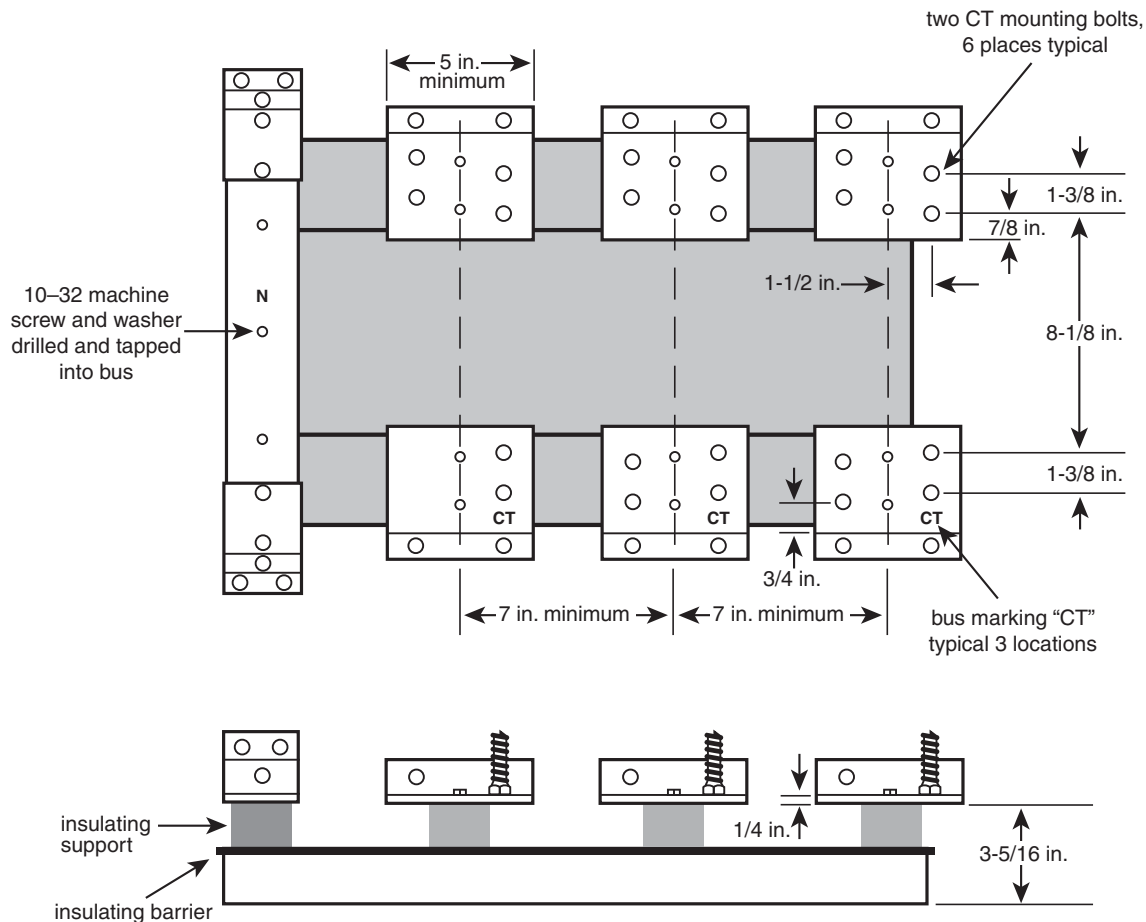 two CT mounting bolts,
6 places typical
5 in.
minimum
1-3/8 in.
7/8 in.
1-1/2 in.
N
10–32 machine
screw and washer
drilled and tapped
into bus
8-1/8 in.
1-3/8 in.
CT
CT
CT
3/4 in.
7 in. minimum
7 in. minimum
bus marking “CT”
typical 3 locations
insulating
support
1/4 in.
3-5/16 in.
insulating barrier